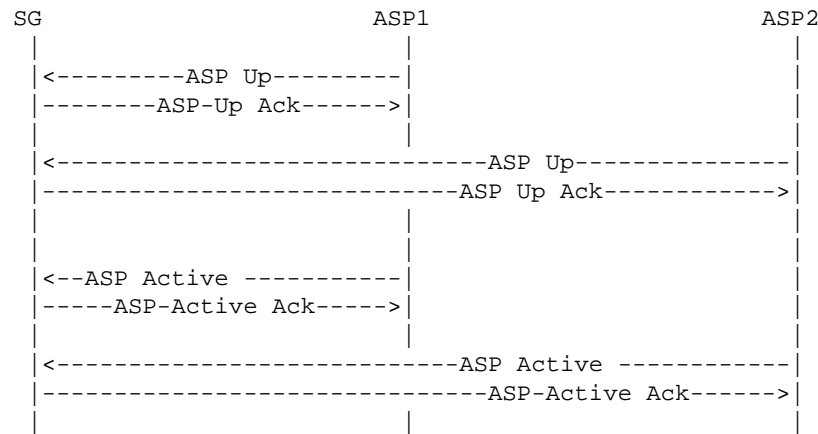 SG ASP1 ASP2
| | |
|<---------ASP Up---------| |
|--------ASP-Up Ack------>| |
| | |
|<------------------------------ASP Up---------------|
|-----------------------------ASP Up Ack------------>|
| | |
| | |
|<--ASP Active -----------| |
|-----ASP-Active Ack----->| |
| | |
|<----------------------------ASP Active ------------|
|-------------------------------ASP-Active Ack------>|
| | |